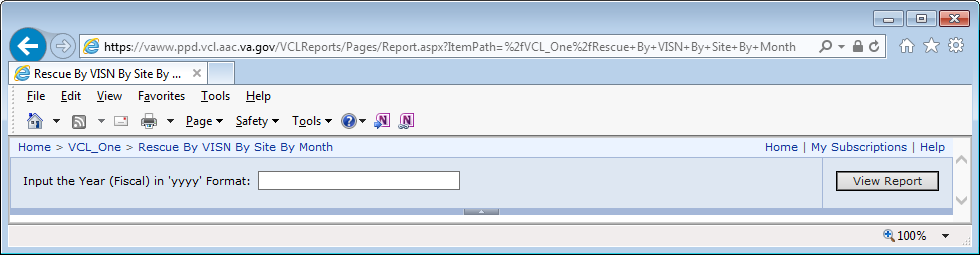 https://vaww.ppd.vcl.aac.va.gov/VCLReports/Pages/Report.aspx?ItemPath=%2fVCL_One%2fRescue+By+VISN+By+Site+By+Month
Rescue By VISN By Site By ...
File Edit View Favorites Tools Help
Page Safety Tools
Home > VCL_One > Rescue By VISN By Site By Month Home | My Subscriptions | Help
Input the Year (Fiscal) in 'yyyy' Format: View Report
100%